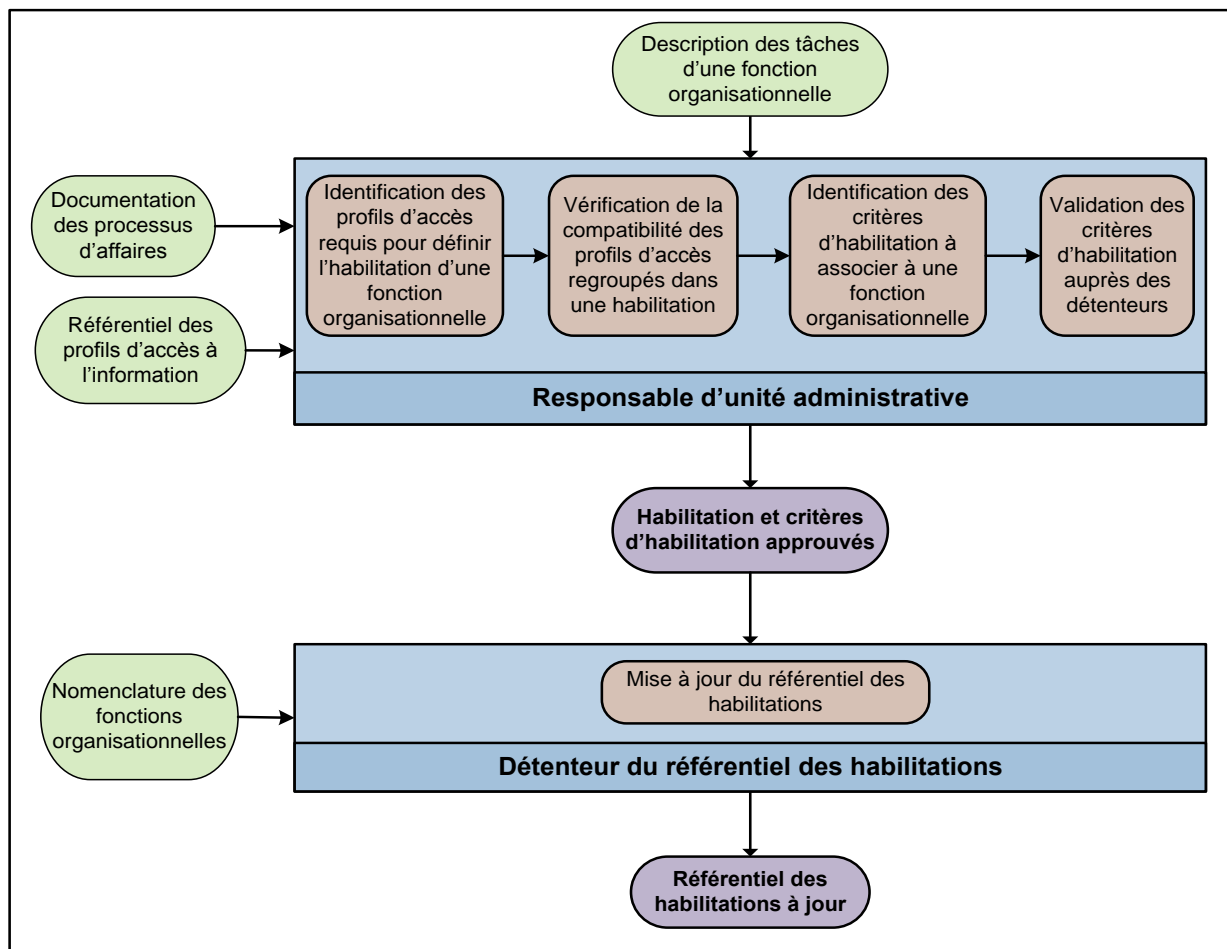 Description des tâches
d’une fonction
organisationnelle
Documentation
des processus
d’affaires
Référentiel des
profils d’accès à
l’information
Identification des
profils d’accès
requis pour définir
l’habilitation d’une
fonction
organisationnelle
Vérification de la
compatibilité des
profils d’accès
regroupés dans
une habilitation
Identification des
critères
d’habilitation à
associer à une
fonction
organisationnelle
Validation des
critères
d’habilitation
auprès des
détenteurs
Responsable d’unité administrative
Habilitation et critères
d’habilitation approuvés
Nomenclature des
fonctions
organisationnelles
Mise à jour du référentiel des
habilitations
Détenteur du référentiel des habilitations
Référentiel des
habilitations à jour